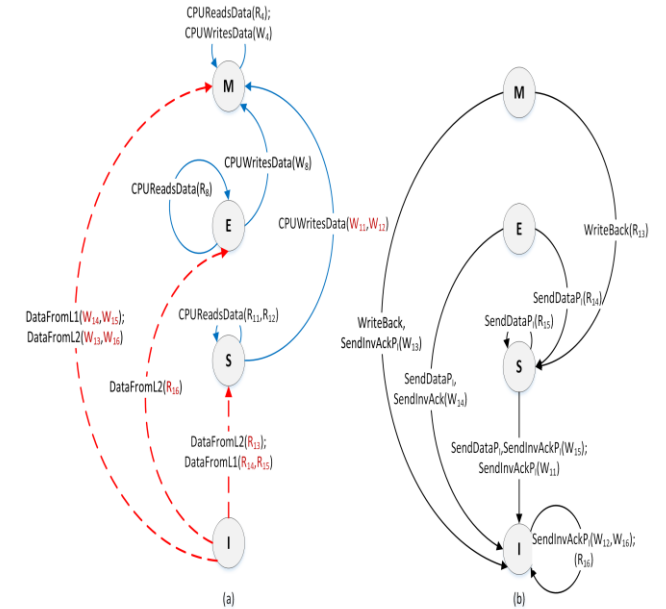 CPUReadsData(R₄);
CPUWritesData(W₄)
M
CPUWritesData(W₈)
CPUReadsData(R₈)
E
CPUWritesData(W₁₁,W₁₂)
DataFromL1(W₁₄,W₁₅);
DataFromL2(W₁₃,W₁₆)
CPUReadsData(R₁₁,R₁₂)
S
DataFromL2(R₁₆)
DataFromL2(R₁₃);
DataFromL1(R₁₄,R₁₅)
I
(a)
M
E
WriteBack(R₁₃)
SendDataPᵢ(R₁₄)
SendDataPᵢ(R₁₅)
S
WriteBack,
SendInvAckPᵢ(W₁₃)
SendDataPᵢ,
SendInvAck(W₁₄)
SendDataPᵢ,SendInvAckPᵢ(W₁₅);
SendInvAckPᵢ(W₁₁)
I
SendInvAckPᵢ(W₁₂,W₁₆);
(R₁₆)
(b)